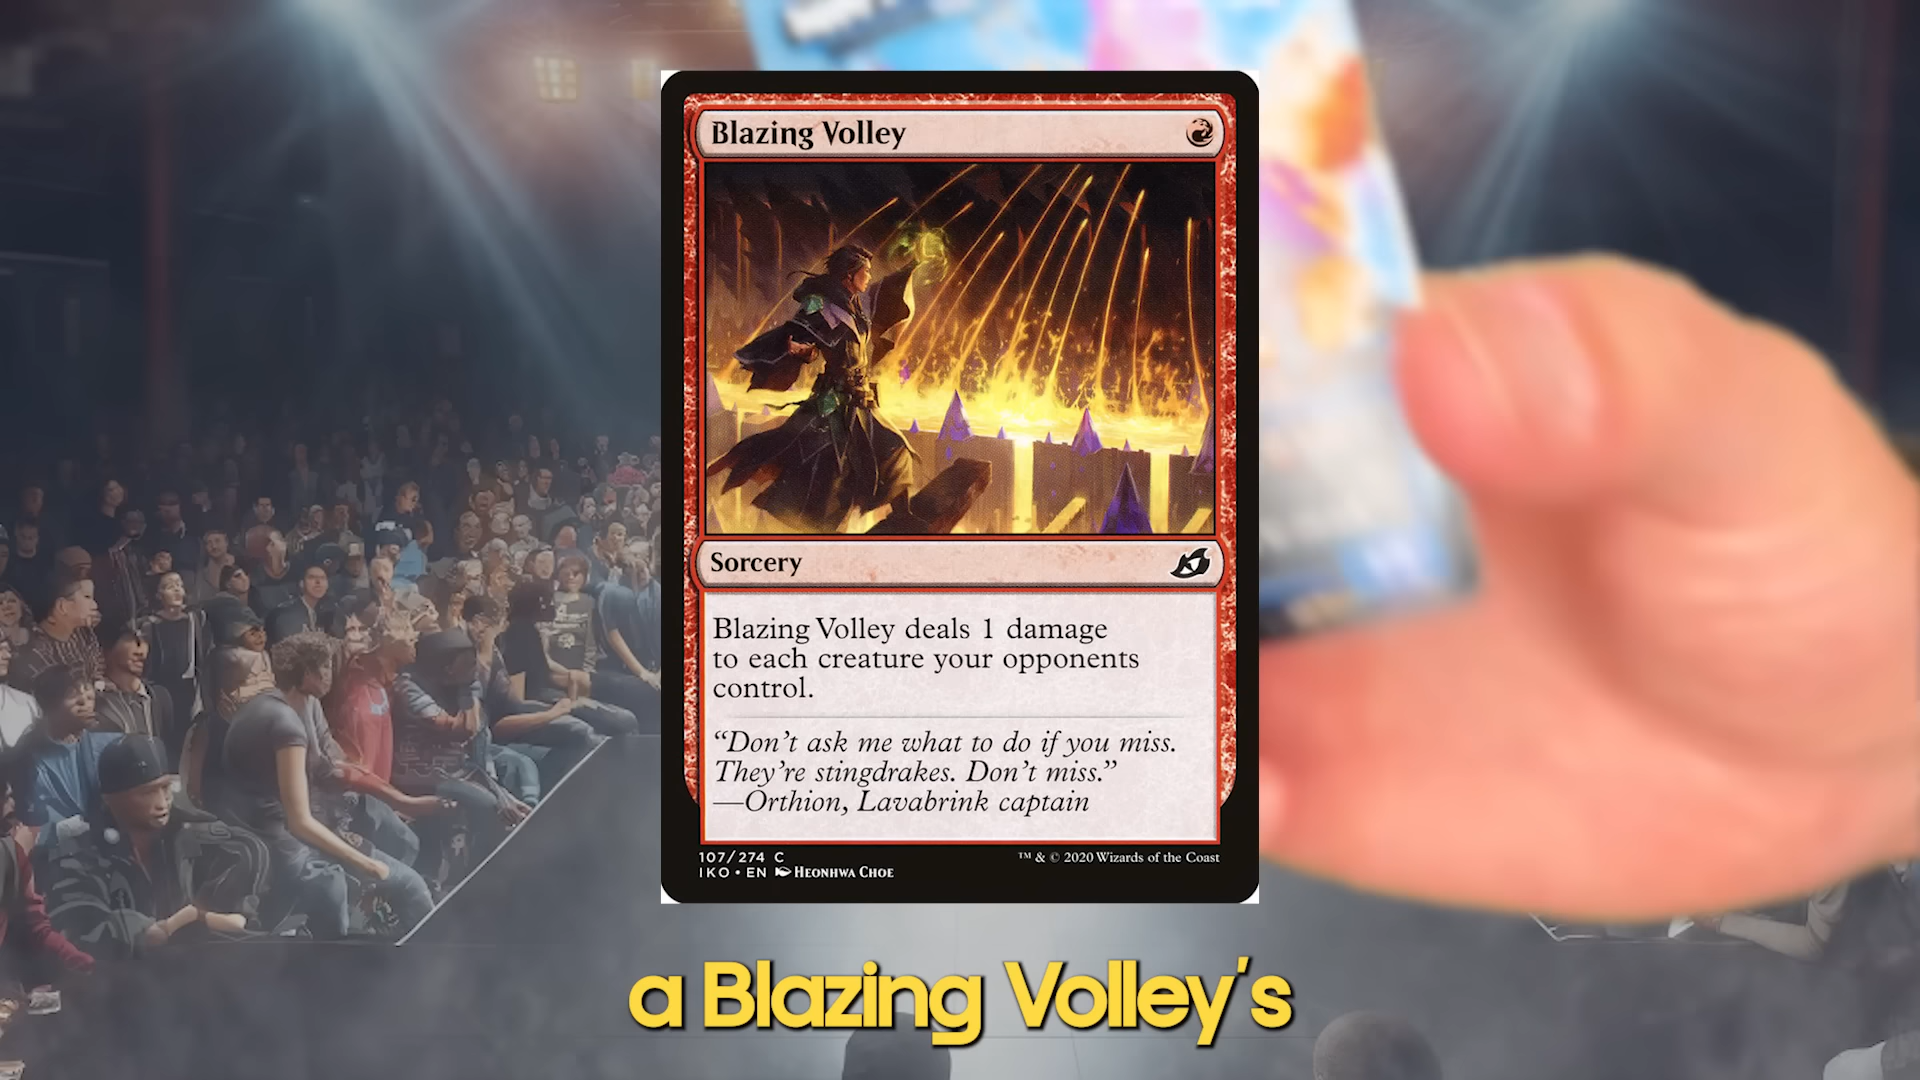 Blazing Volley
Sorcery
Blazing Volley deals 1 damage
to each creature your opponents
control.
“Don’t ask me what to do if you miss.
They’re stingdrakes. Don’t miss.”
—Orthion, Lavabrink captain
107/274 C
™ & © 2020 Wizards of the Coast
IKO • EN Heonhwa Choe
a Blazing Volley's